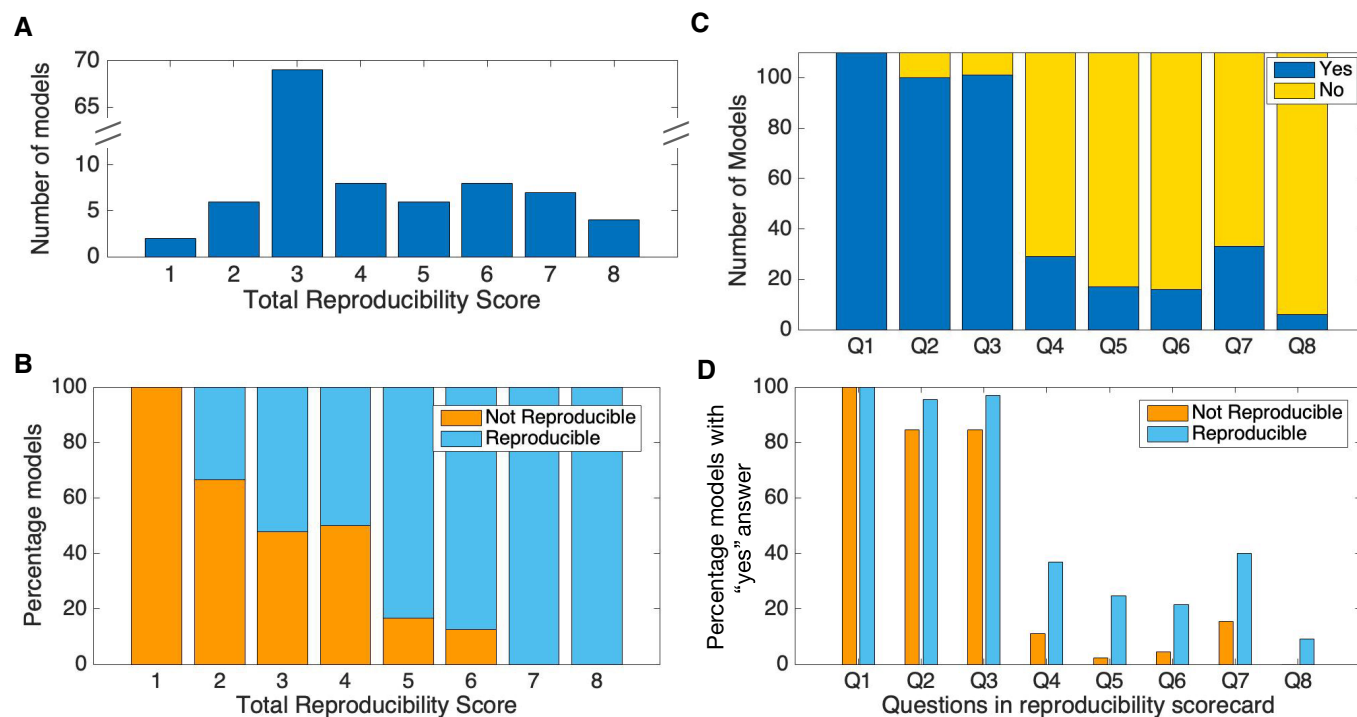 A
Number of models
70
65
10
5
0
1 2 3 4 5 6 7 8
Total Reproducibility Score
B
Percentage models
100
80
60
40
20
0
Not Reproducible
Reproducible
1 2 3 4 5 6 7 8
Total Reproducibility Score
C
Number of Models
100
80
60
40
20
0
Yes
No
Q1 Q2 Q3 Q4 Q5 Q6 Q7 Q8
D
Percentage models with
“yes” answer
100
80
60
40
20
0
Not Reproducible
Reproducible
Q1 Q2 Q3 Q4 Q5 Q6 Q7 Q8
Questions in reproducibility scorecard